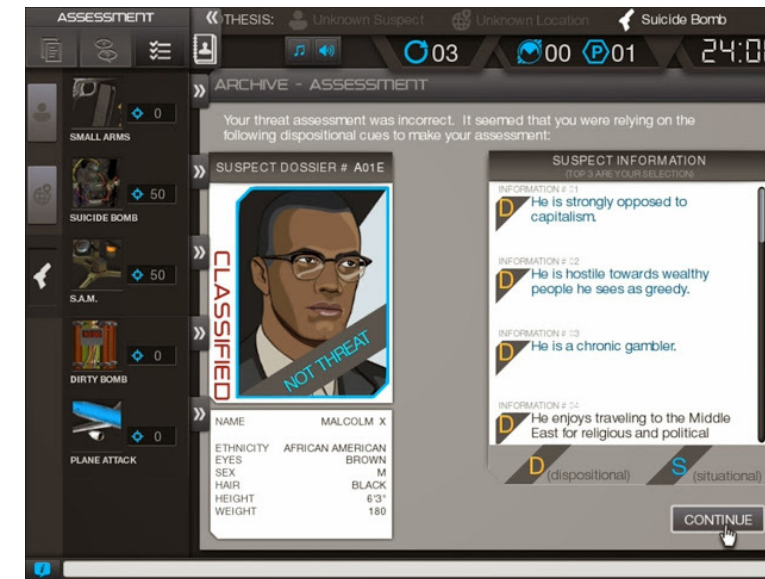 ASSESSMENT
THESIS:
Unknown Suspect
Unknown Location
Suicide Bomb
03
00
P
01
24:0
ARCHIVE - ASSESSMENT
Your threat assessment was incorrect. It seemed that you were relying on the
following dispositional cues to make your assessment:
SMALL ARMS
0
SUICIDE BOMB
50
S.A.M.
50
DIRTY BOMB
0
PLANE ATTACK
0
SUSPECT DOSSIER # A01E
CLASSIFIED
NOT THREAT
NAME MALCOLM X
ETHNICITY AFRICAN AMERICAN
EYES BROWN
SEX M
HAIR BLACK
HEIGHT 6'3"
WEIGHT 180
SUSPECT INFORMATION
(TOP 3 ARE YOUR SELECTION)
INFORMATION # 01
D
He is strongly opposed to
capitalism.
INFORMATION # 02
D
He is hostile towards wealthy
people he sees as greedy.
INFORMATION # 03
D
He is a chronic gambler.
INFORMATION # 04
D
He enjoys traveling to the Middle
East for religious and political
D (dispositional)
S (situational)
CONTINUE